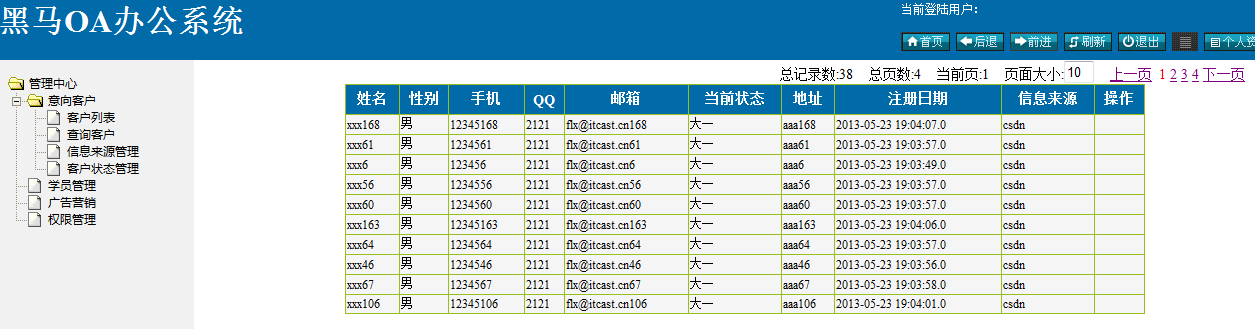 黑马OA办公系统
当前登陆用户：
首页 后退 前进 刷新 退出 个人资
管理中心
意向客户
客户列表
查询客户
信息来源管理
客户状态管理
学员管理
广告营销
权限管理
总记录数:38 总页数:4 当前页:1 页面大小:10 上一页 1 2 3 4 下一页
姓名 性别 手机 QQ 邮箱 当前状态 地址 注册日期 信息来源 操作
xxx168 男 12345168 2121 flx@itcast.cn168 大一 aaa168 2013-05-23 19:04:07.0 csdn
xxx61 男 1234561 2121 flx@itcast.cn61 大一 aaa61 2013-05-23 19:03:57.0 csdn
xxx6 男 123456 2121 flx@itcast.cn6 大一 aaa6 2013-05-23 19:03:49.0 csdn
xxx56 男 1234556 2121 flx@itcast.cn56 大一 aaa56 2013-05-23 19:03:57.0 csdn
xxx60 男 1234560 2121 flx@itcast.cn60 大一 aaa60 2013-05-23 19:03:57.0 csdn
xxx163 男 12345163 2121 flx@itcast.cn163 大一 aaa163 2013-05-23 19:04:06.0 csdn
xxx64 男 1234564 2121 flx@itcast.cn64 大一 aaa64 2013-05-23 19:03:57.0 csdn
xxx46 男 1234546 2121 flx@itcast.cn46 大一 aaa46 2013-05-23 19:03:56.0 csdn
xxx67 男 1234567 2121 flx@itcast.cn67 大一 aaa67 2013-05-23 19:03:58.0 csdn
xxx106 男 12345106 2121 flx@itcast.cn106 大一 aaa106 2013-05-23 19:04:01.0 csdn